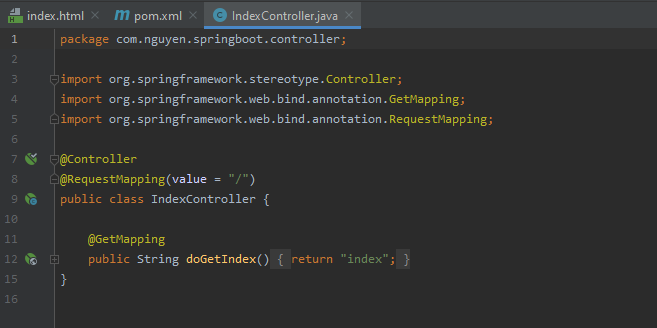 index.html × pom.xml × IndexController.java ×
1 package com.nguyen.springboot.controller;
2
3 import org.springframework.stereotype.Controller;
4 import org.springframework.web.bind.annotation.GetMapping;
5 import org.springframework.web.bind.annotation.RequestMapping;
6
7 @Controller
8 @RequestMapping(value = "/")
9 public class IndexController {
10
11 @GetMapping
12 public String doGetIndex() { return "index"; }
15 }
16